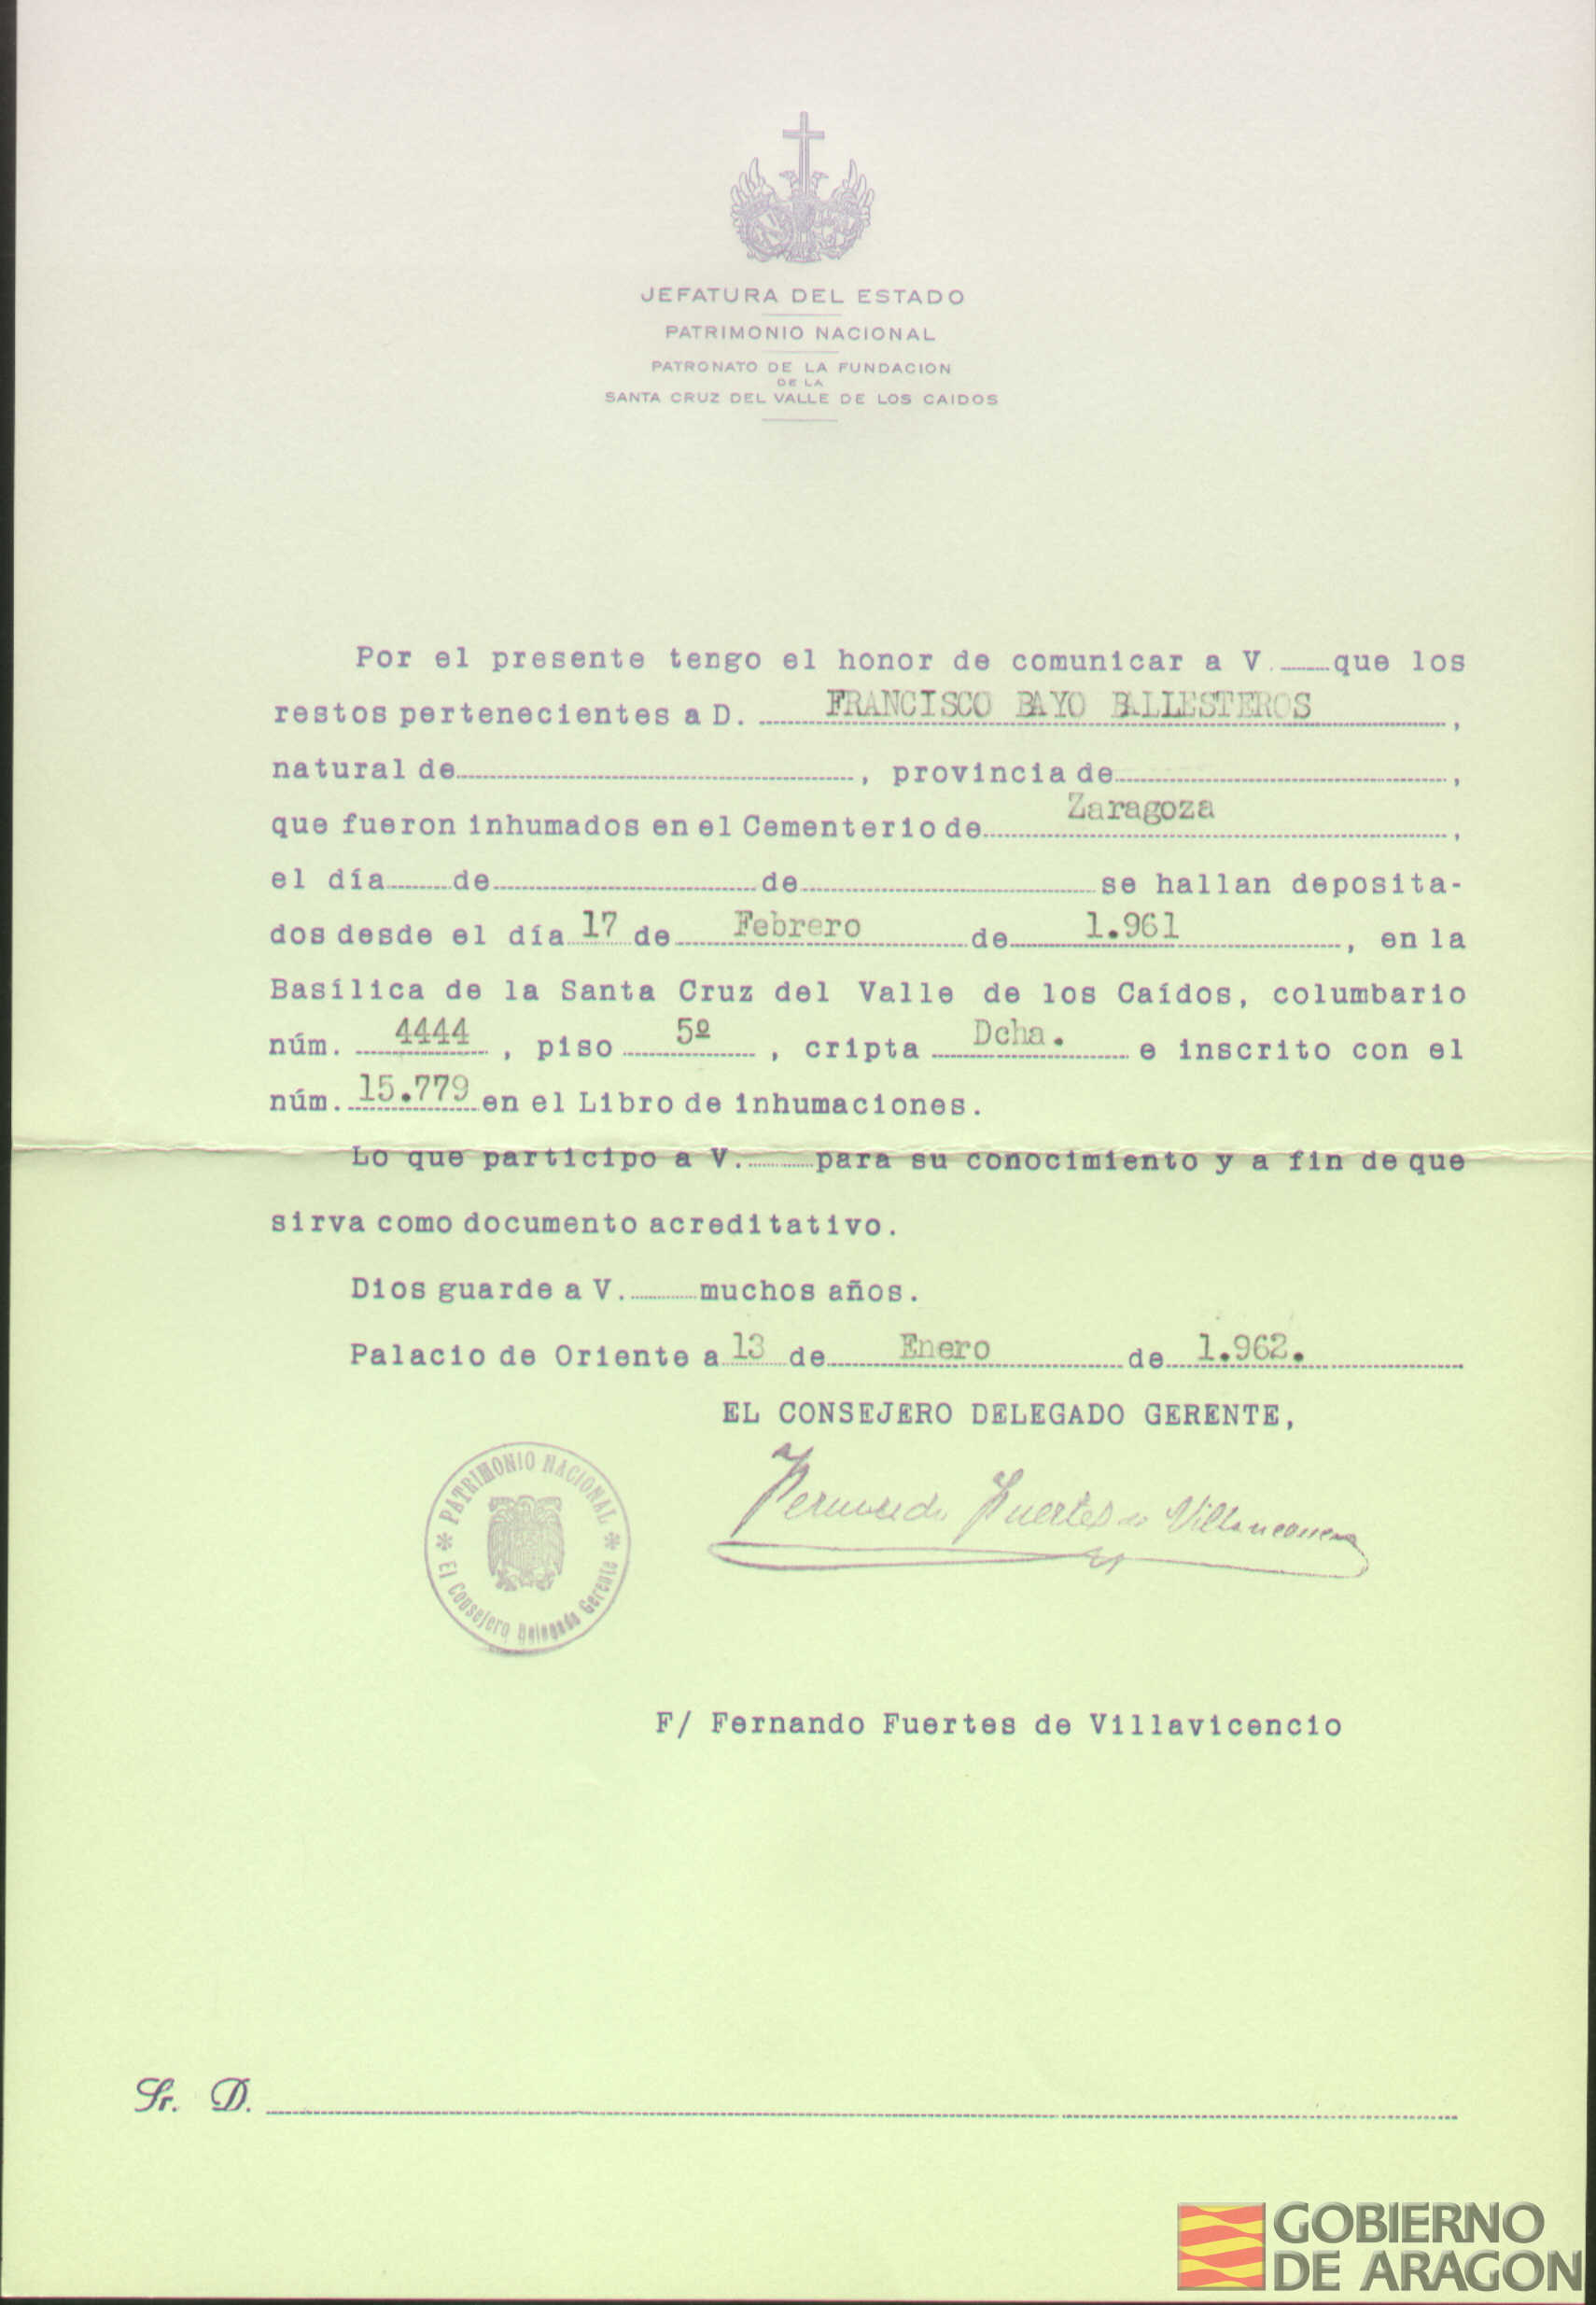 JEFATURA DEL ESTADO
PATRIMONIO NACIONAL
PATRONATO DE LA FUNDACION
DE LA
SANTA CRUZ DEL VALLE DE LOS CAIDOS
Por el presente tengo el honor de comunicar a V. que los
restos pertenecientes a D. FRANCISCO BAYO BALLESTEROS,
natural de , provincia de ,
que fueron inhumados en el Cementerio de Zaragoza,
el día de de se hallan deposita-
dos desde el día 17 de Febrero de 1.961, en la
Basílica de la Santa Cruz del Valle de los Caídos, columbario
núm. 4444, piso 5º, cripta Dcha. e inscrito con el
núm. 15.779 en el Libro de inhumaciones.
Lo que participo a V. para su conocimiento y a fin de que
sirva como documento acreditativo.
Dios guarde a V. muchos años.
Palacio de Oriente a 13 de Enero de 1.962.
EL CONSEJERO DELEGADO GERENTE,
PATRIMONIO NACIONAL
El Consejero Delegado Gerente
Fernando Fuertes de
F/ Fernando Fuertes de Villavicencio
Sr. D.
GOBIERNO
DE ARAGON